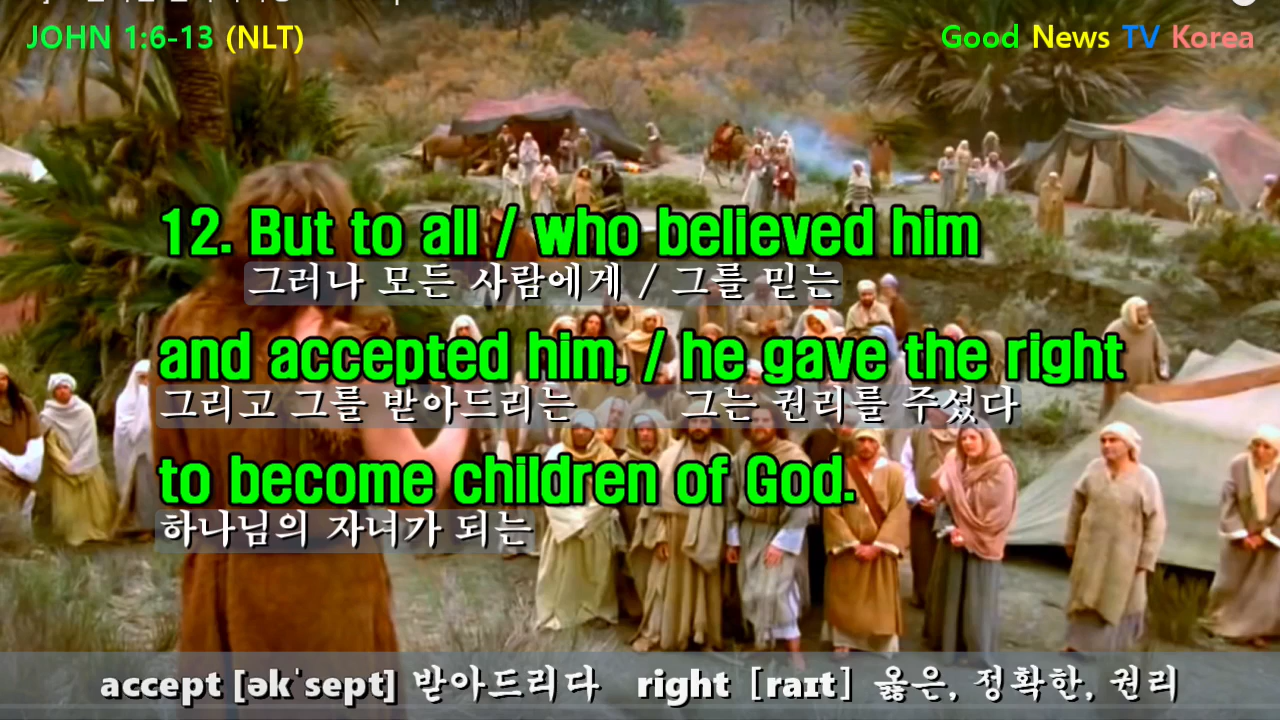 JOHN 1:6-13 (NLT)
Good News TV Korea
12. But to all / who believed him
그러나 모든 사람에게 / 그를 믿는
and accepted him, / he gave the right
그리고 그를 받아드리는 그는 권리를 주셨다
to become children of God.
하나님의 자녀가 되는
accept [əkˈsept] 받아드리다 right [raɪt] 옳은, 정확한, 권리